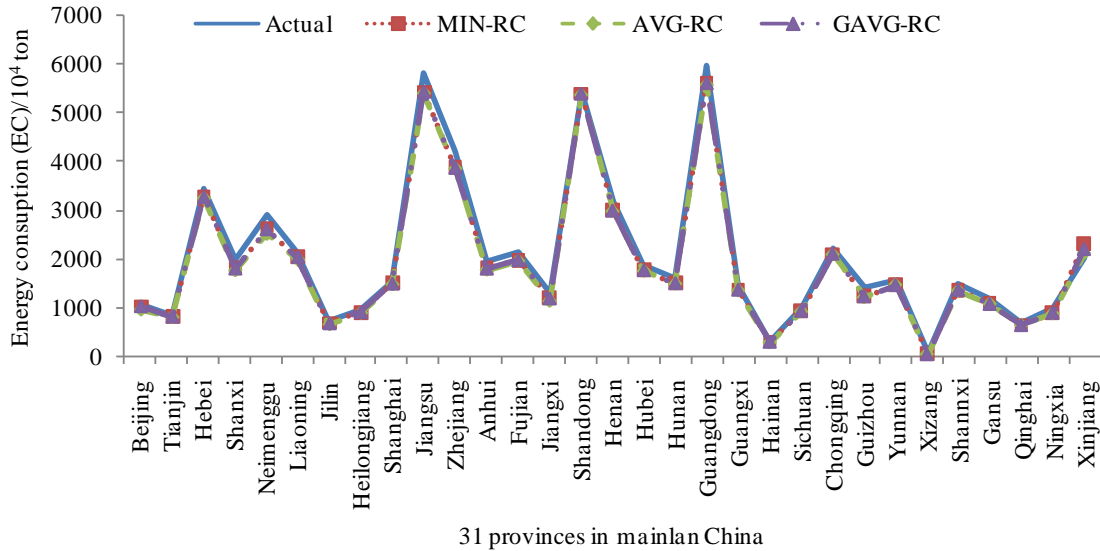 Actual MIN-RC AVG-RC GAVG-RC
Energy consuption (EC)/10⁴ ton
7000
6000
5000
4000
3000
2000
1000
0
Beijing
Tianjin
Hebei
Shanxi
Neimenggu
Liaoning
Jilin
Heilongjiang
Shanghai
Jiangsu
Zhejiang
Anhui
Fujian
Jiangxi
Shandong
Henan
Hubei
Hunan
Guangdong
Guangxi
Hainan
Sichuan
Chongqing
Guizhou
Yunnan
Xizang
Shannxi
Gansu
Qinghai
Ningxia
Xinjiang
31 provinces in mainlan China